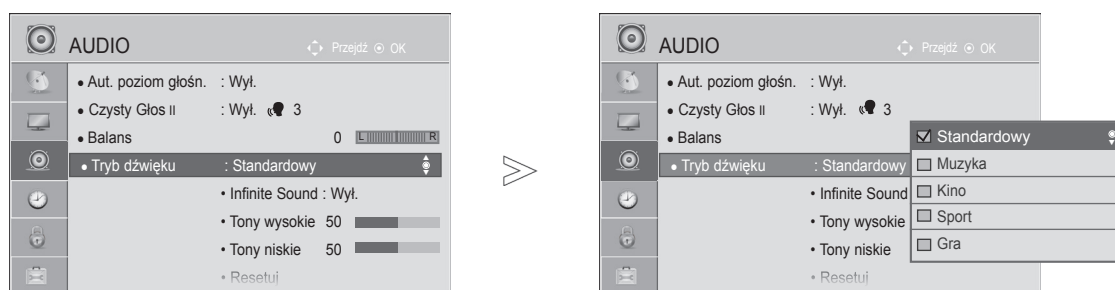 AUDIO
Przejdź OK
• Aut. poziom głośn. : Wył.
• Czysty Głos II : Wył. 3
• Balans 0 L R
• Tryb dźwięku : Standardowy
• Infinite Sound : Wył.
• Tony wysokie 50
• Tony niskie 50
• Resetuj
>
AUDIO
Przejdź OK
• Aut. poziom głośn. : Wył.
• Czysty Głos II : Wył. 3
• Balans
• Tryb dźwięku : Standardowy
• Infinite Sound
• Tony wysokie
• Tony niskie
• Resetuj
Standardowy
Muzyka
Kino
Sport
Gra